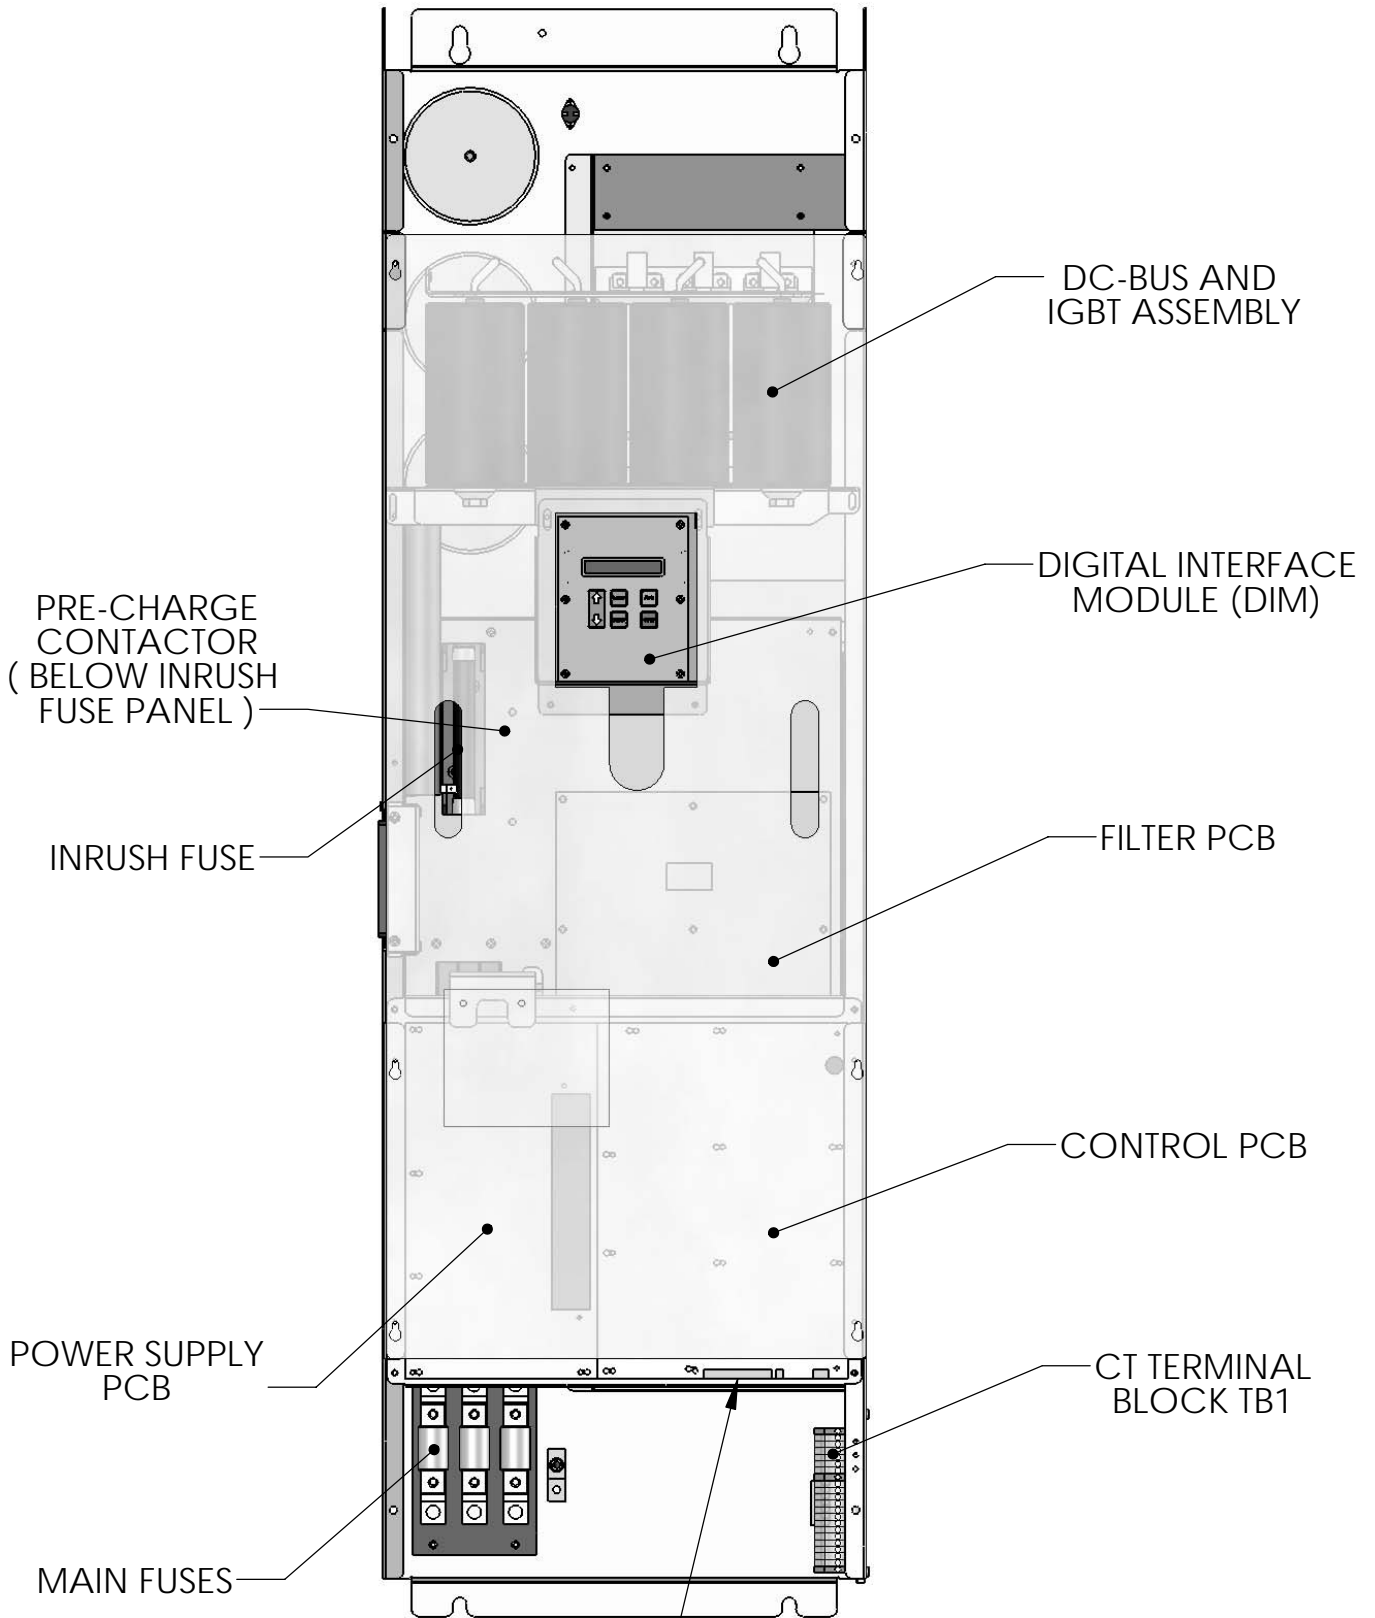 DC-BUS AND
IGBT ASSEMBLY
DIGITAL INTERFACE
MODULE (DIM)
PRE-CHARGE
CONTACTOR
( BELOW INRUSH
FUSE PANEL )
INRUSH FUSE
FILTER PCB
CONTROL PCB
POWER SUPPLY
PCB
CT TERMINAL
BLOCK TB1
MAIN FUSES